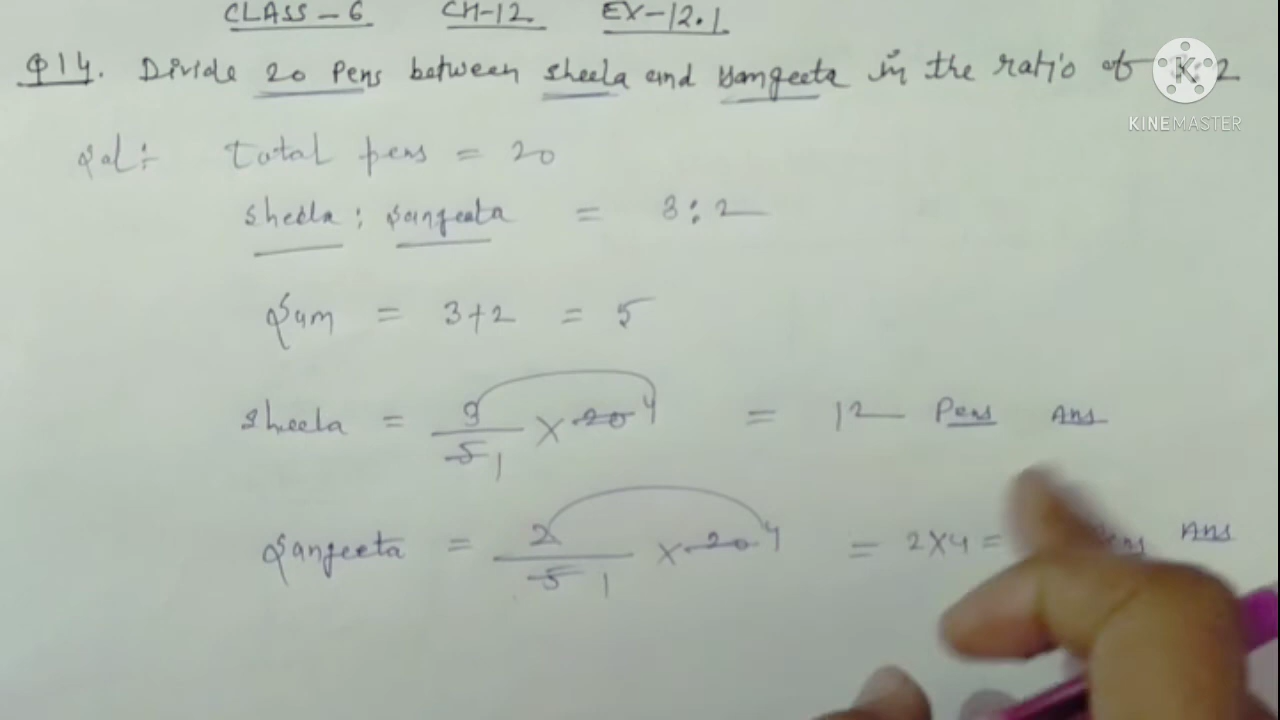 CLASS - 6 CH-12 EX-12.1
Q14. Divide 20 Pens between Sheela and Sangeeta in the ratio of 2
K
KINEMASTER
Sol:- Total pens = 20
Sheela : Sangeeta = 3:2
Sum = 3+2 = 5
Sheela = 3/5 1 × 20 4 = 12 Pens Ans
Sangeeta = 2/5 1 × 20 4 = 2×4 = Pens Ans